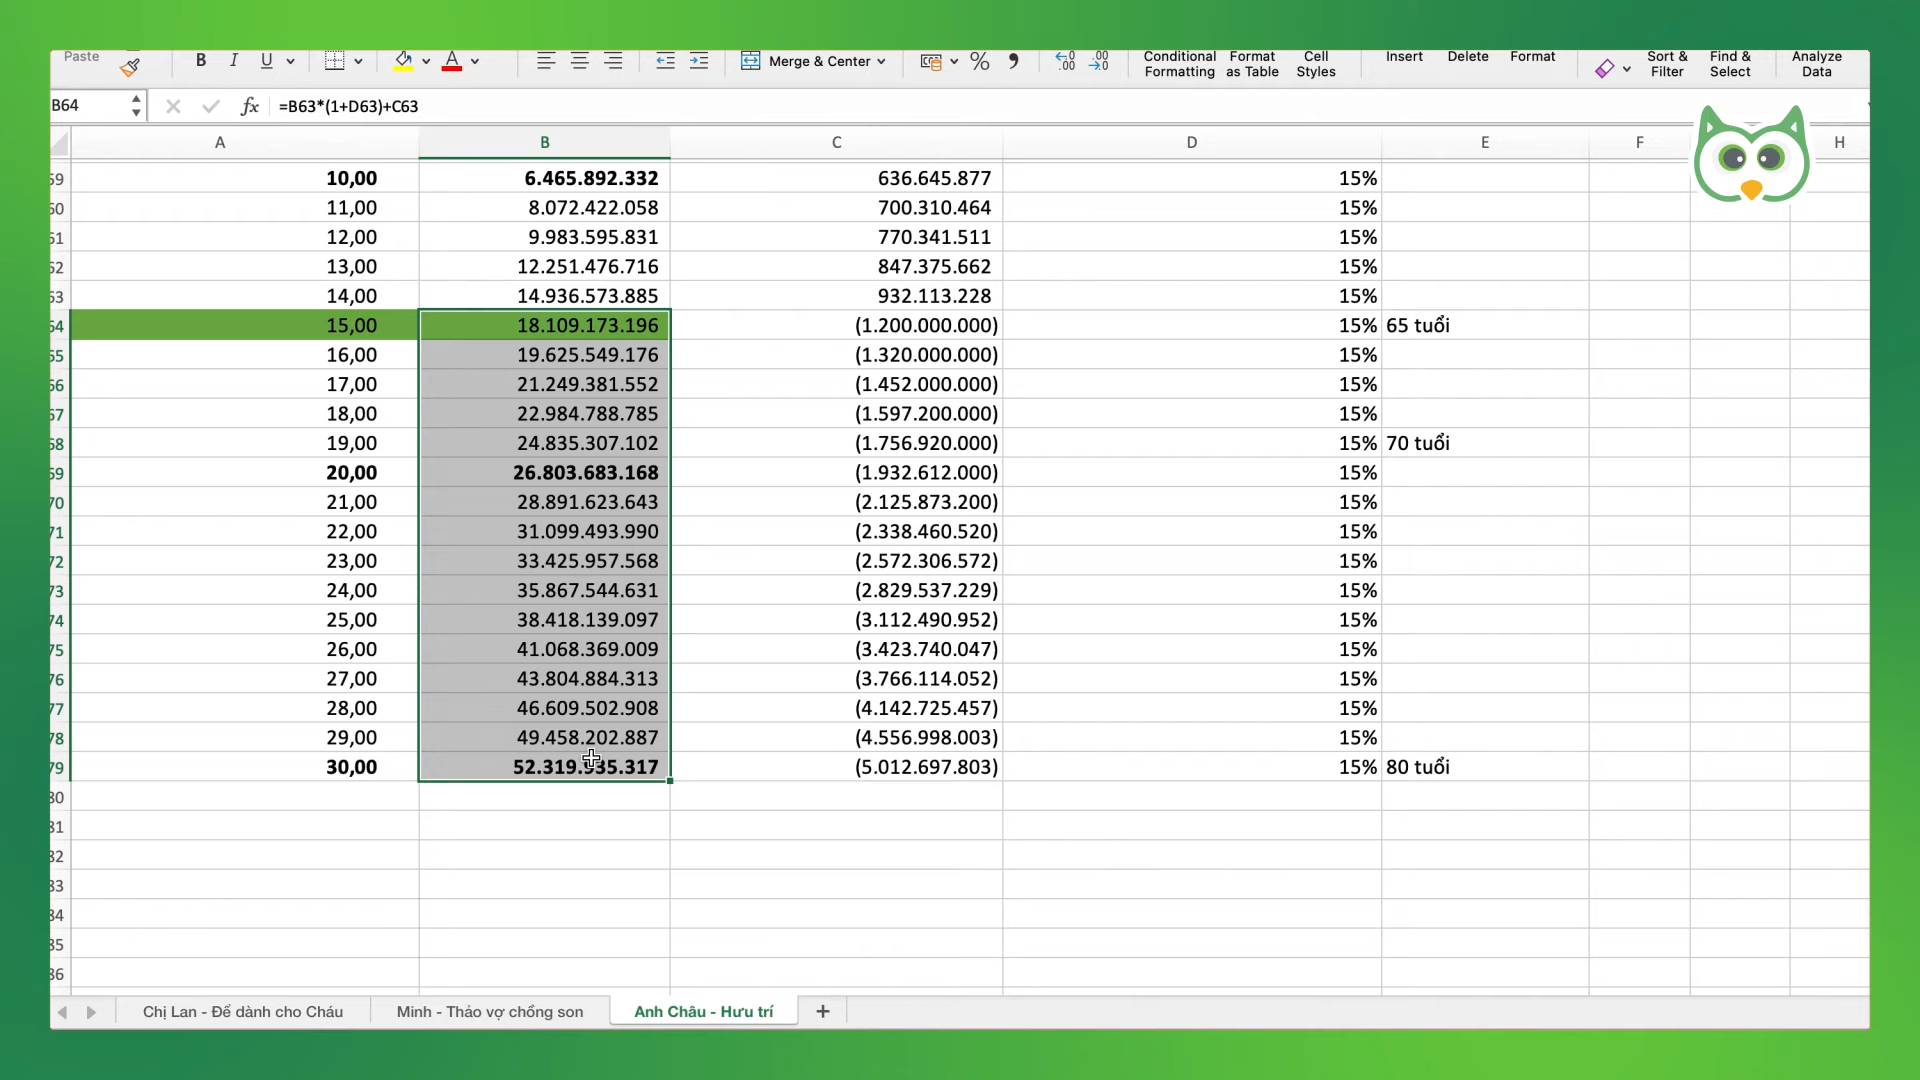 Paste B I U A Merge & Center % Conditional Formatting Format as Table Cell Styles Insert Delete Format Sort & Filter Find & Select Analyze Data
B64 fx =B63*(1+D63)+C63
A B C D E F H
59 10,00 6.465.892.332 636.645.877 15%
60 11,00 8.072.422.058 700.310.464 15%
61 12,00 9.983.595.831 770.341.511 15%
62 13,00 12.251.476.716 847.375.662 15%
63 14,00 14.936.573.885 932.113.228 15%
64 15,00 18.109.173.196 (1.200.000.000) 15% 65 tuổi
65 16,00 19.625.549.176 (1.320.000.000) 15%
66 17,00 21.249.381.552 (1.452.000.000) 15%
67 18,00 22.984.788.785 (1.597.200.000) 15%
68 19,00 24.835.307.102 (1.756.920.000) 15% 70 tuổi
69 20,00 26.803.683.168 (1.932.612.000) 15%
70 21,00 28.891.623.643 (2.125.873.200) 15%
71 22,00 31.099.493.990 (2.338.460.520) 15%
72 23,00 33.425.957.568 (2.572.306.572) 15%
73 24,00 35.867.544.631 (2.829.537.229) 15%
74 25,00 38.418.139.097 (3.112.490.952) 15%
75 26,00 41.068.369.009 (3.423.740.047) 15%
76 27,00 43.804.884.313 (3.766.114.052) 15%
77 28,00 46.609.502.908 (4.142.725.457) 15%
78 29,00 49.458.202.887 (4.556.998.003) 15%
79 30,00 52.319.935.317 (5.012.697.803) 15% 80 tuổi
80
81
82
83
84
85
86
Chị Lan - Để dành cho Cháu Minh - Thảo vợ chồng son Anh Châu - Hưu trí +